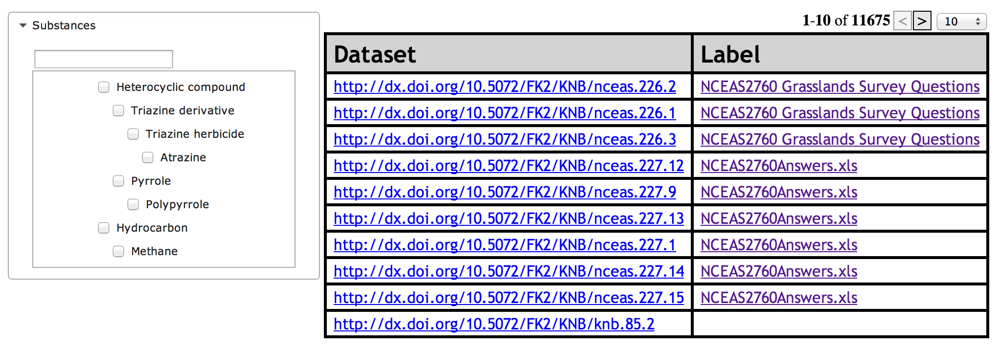 Substances
Heterocyclic compound
Triazine derivative
Triazine herbicide
Atrazine
Pyrrole
Polypyrrole
Hydrocarbon
Methane
1-10 of 11675 < > 10
Dataset Label
http://dx.doi.org/10.5072/FK2/KNB/nceas.226.2 NCEAS2760 Grasslands Survey Questions
http://dx.doi.org/10.5072/FK2/KNB/nceas.226.1 NCEAS2760 Grasslands Survey Questions
http://dx.doi.org/10.5072/FK2/KNB/nceas.226.3 NCEAS2760 Grasslands Survey Questions
http://dx.doi.org/10.5072/FK2/KNB/nceas.227.12 NCEAS2760Answers.xls
http://dx.doi.org/10.5072/FK2/KNB/nceas.227.9 NCEAS2760Answers.xls
http://dx.doi.org/10.5072/FK2/KNB/nceas.227.13 NCEAS2760Answers.xls
http://dx.doi.org/10.5072/FK2/KNB/nceas.227.1 NCEAS2760Answers.xls
http://dx.doi.org/10.5072/FK2/KNB/nceas.227.14 NCEAS2760Answers.xls
http://dx.doi.org/10.5072/FK2/KNB/nceas.227.15 NCEAS2760Answers.xls
http://dx.doi.org/10.5072/FK2/KNB/knb.85.2